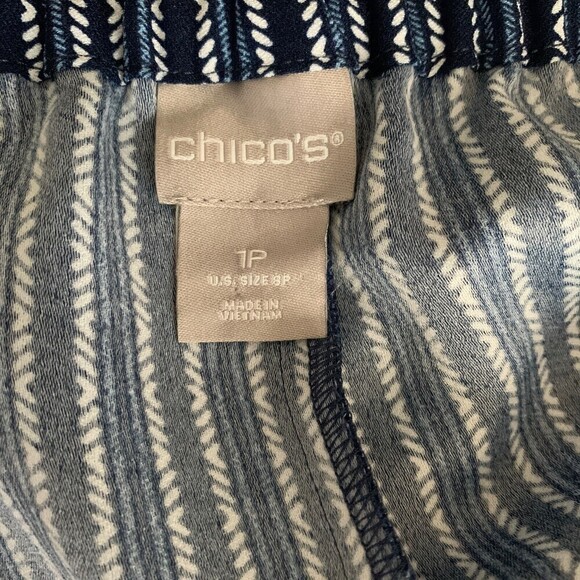 chico's®
1P
U.S. SIZE 8P
MADE IN
VIETNAM